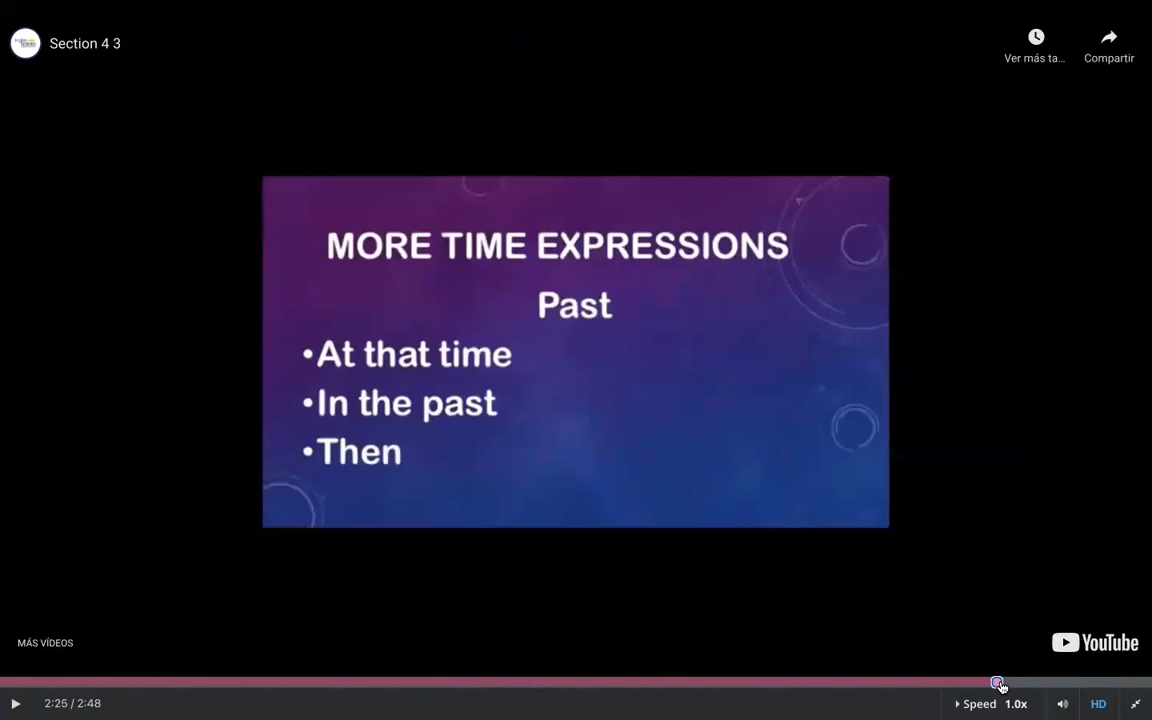 Section 4 3
Ver más ta...
Compartir
MORE TIME EXPRESSIONS
Past
•At that time
•In the past
•Then
MÁS VÍDEOS
YouTube
2:25 / 2:48
Speed 1.0x
HD